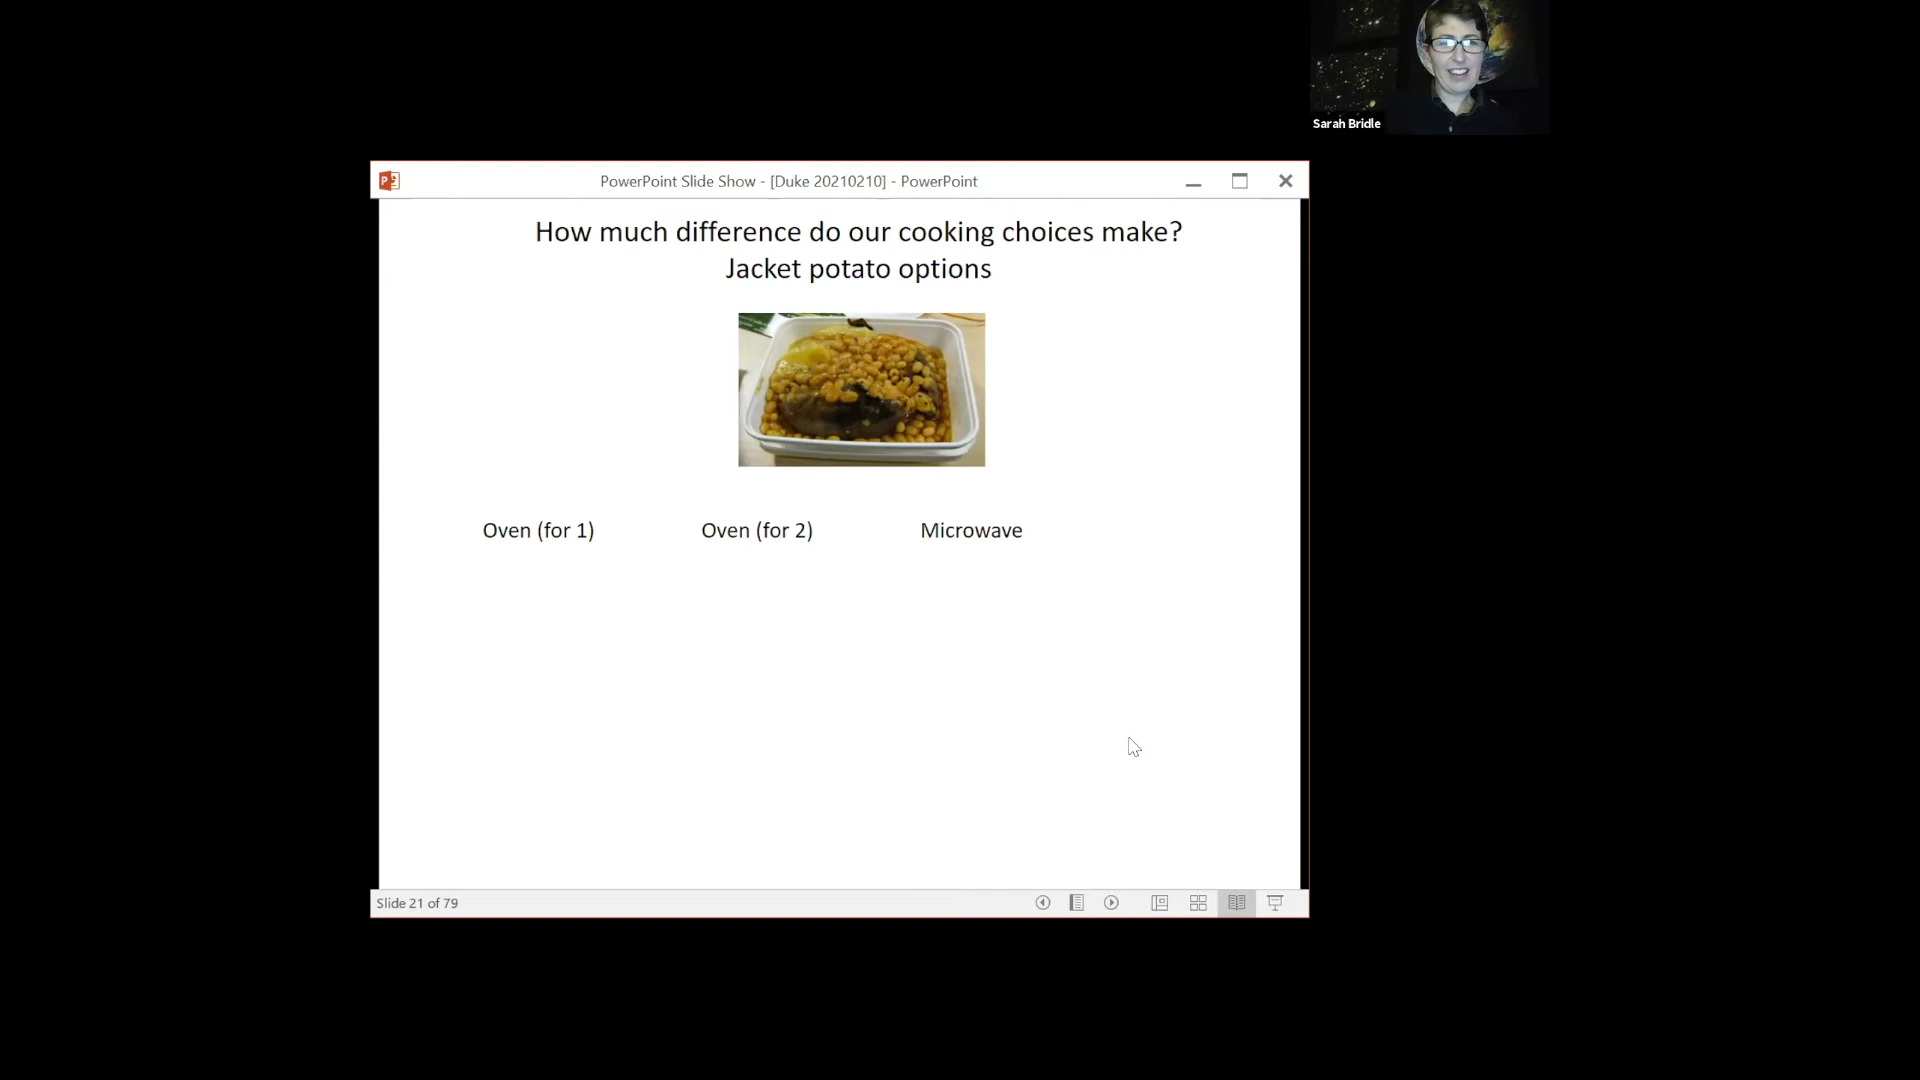 Sarah Bridle
PowerPoint Slide Show - [Duke 20210210] - PowerPoint
How much difference do our cooking choices make?
Jacket potato options
Oven (for 1)
Oven (for 2)
Microwave
Slide 21 of 79